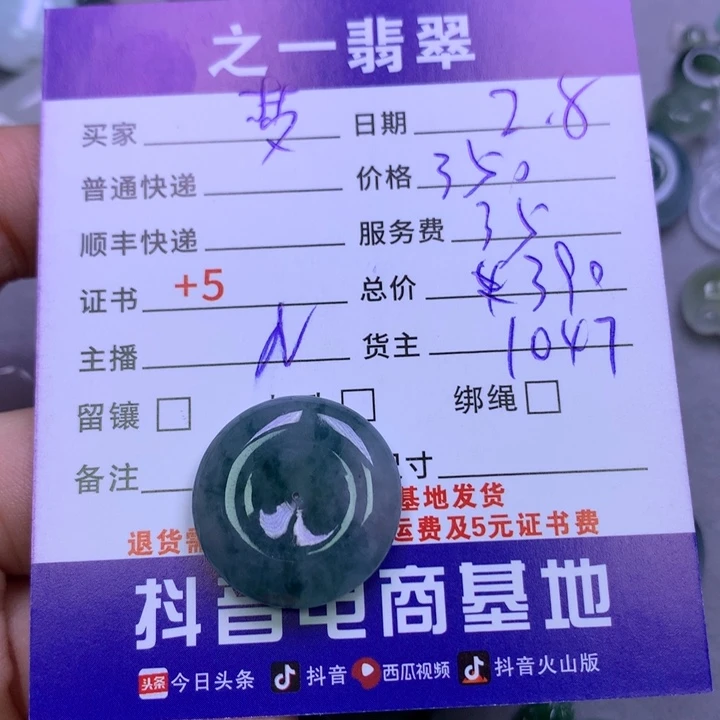 之一翡翠
买家 梦 日期 2.8
普通快递 价格 350
顺丰快递 服务费 35
证书 +5 总价 ¥390
主播 N 货主 1047
留镶 绑绳
备注 寸
基地发货
退货需 运费及5元证书费
抖音电商基地
头条 今日头条 抖音 西瓜视频 抖音火山版